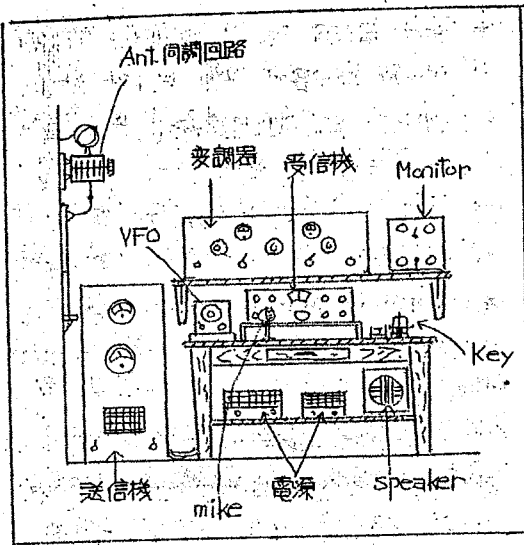 Ant.同調回路
変調器
受信機
Monitor
VFO
Key
送信機
mike
電源
speaker